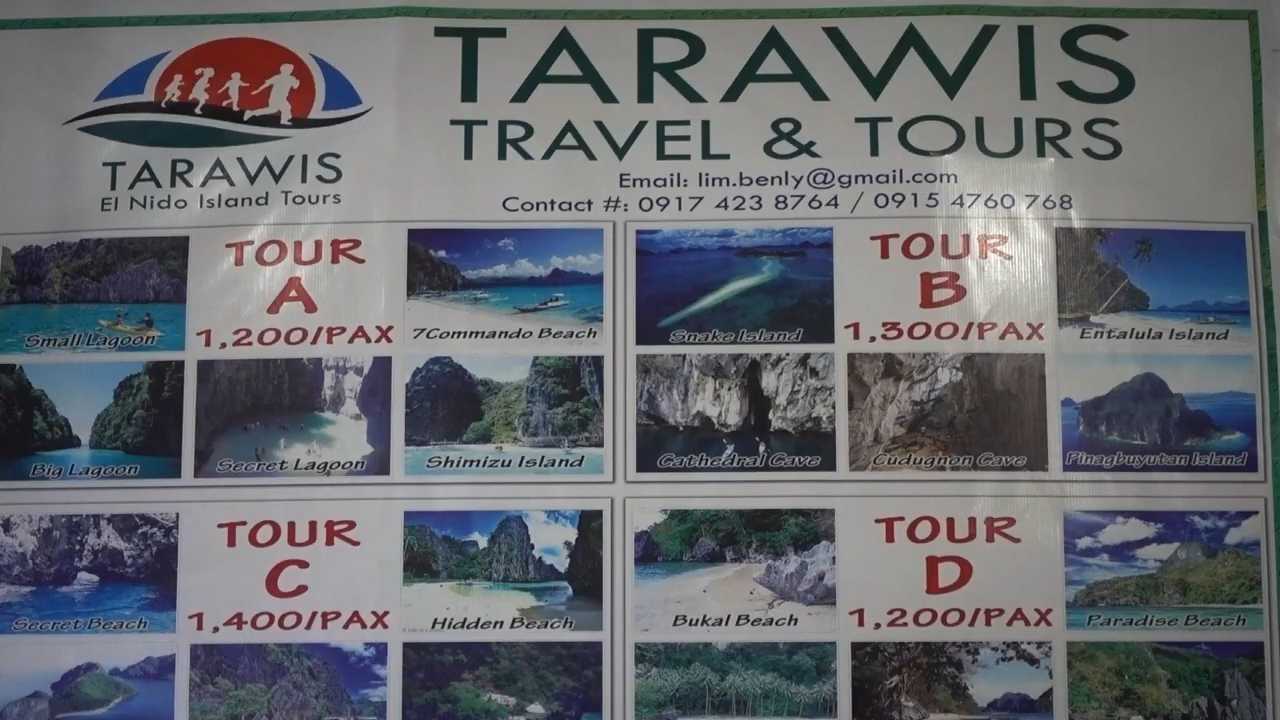 TARAWIS
El Nido Island Tours
TARAWIS
TRAVEL & TOURS
Email: lim.benly@gmail.com
Contact #: 0917 423 8764 / 0915 4760 768
TOUR
A
1,200/PAX
Small Lagoon
7Commando Beach
Big Lagoon
Secret Lagoon
Shimizu Island
TOUR
B
1,300/PAX
Snake Island
Entalula Island
Cathedral Cave
Cudugnon Cave
Pinagbuyutan Island
TOUR
C
1,400/PAX
Secret Beach
Hidden Beach
TOUR
D
1,200/PAX
Bukal Beach
Paradise Beach